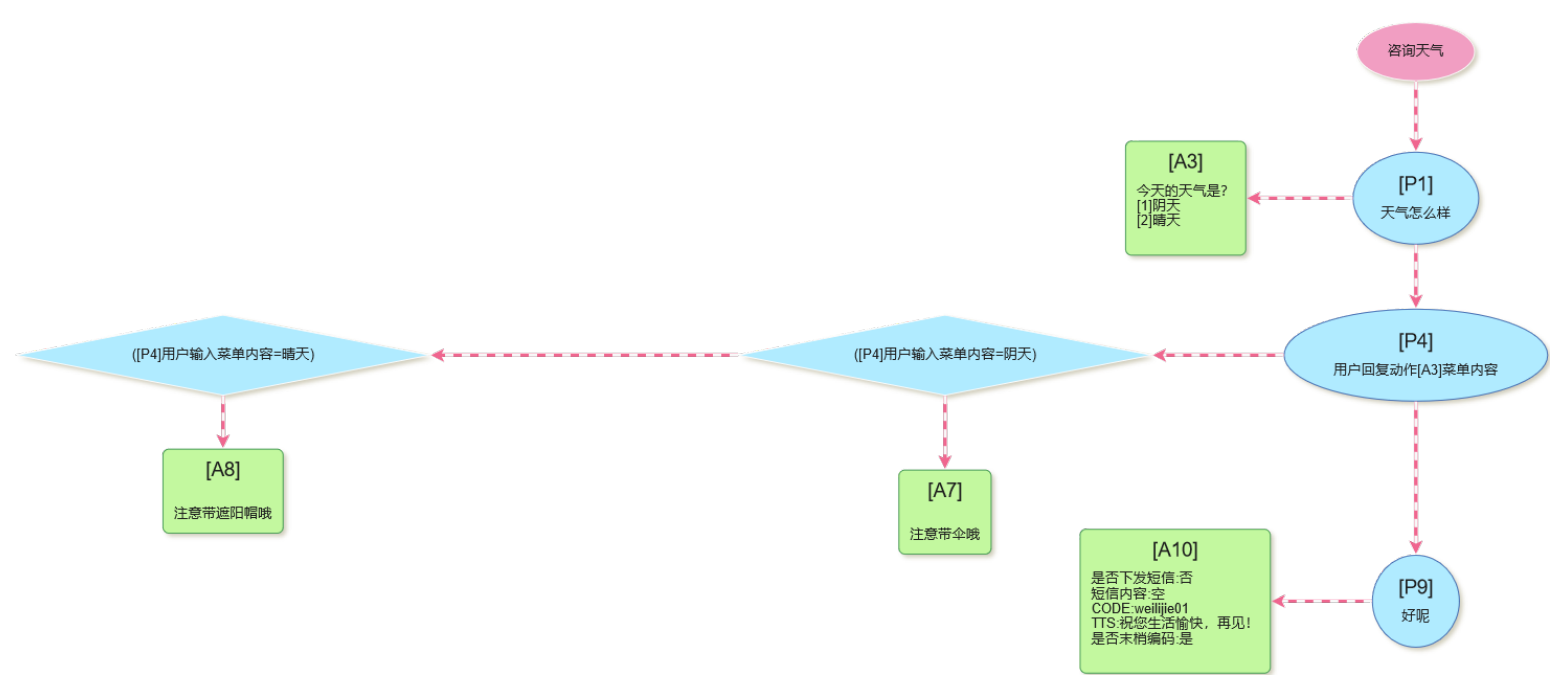 咨询天气
[A3]
今天的天气是?
[1]阴天
[2]晴天
[P1]
天气怎么样
([P4]用户输入菜单内容=晴天)
([P4]用户输入菜单内容=阴天)
[P4]
用户回复动作[A3]菜单内容
[A8]
注意带遮阳帽哦
[A7]
注意带伞哦
[A10]
是否下发短信:否
短信内容:空
CODE:weilijie01
TTS:祝您生活愉快，再见!
是否末梢编码:是
[P9]
好呢